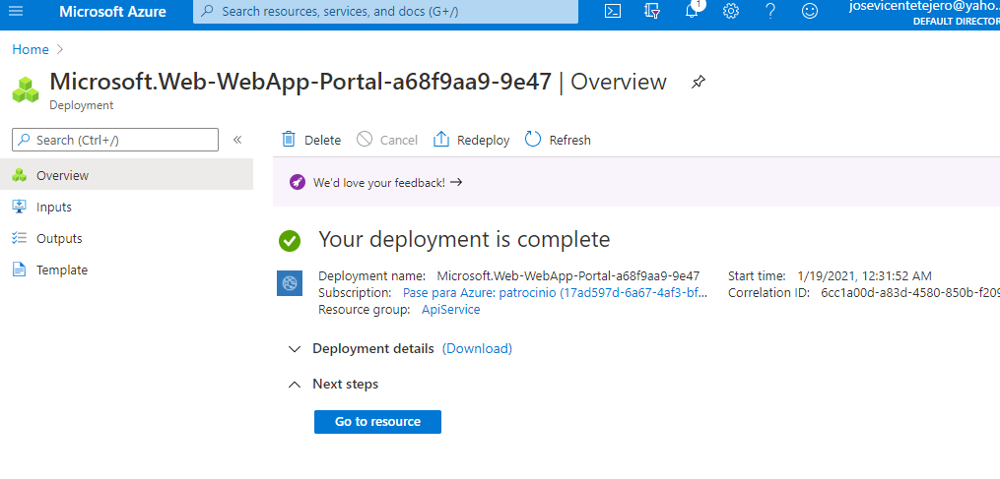 Microsoft Azure
Search resources, services, and docs (G+/)
1
josevicentetejero@yaho...
DEFAULT DIRECTOR
Home
Microsoft.Web-WebApp-Portal-a68f9aa9-9e47 | Overview
Deployment
Search (Ctrl+/)
«
Delete
Cancel
Redeploy
Refresh
Overview
Inputs
Outputs
Template
We'd love your feedback! →
Your deployment is complete
Deployment name: Microsoft.Web-WebApp-Portal-a68f9aa9-9e47
Start time: 1/19/2021, 12:31:52 AM
Subscription: Pase para Azure: patrocinio (17ad597d-6a67-4af3-bf...
Correlation ID: 6cc1a00d-a83d-4580-850b-f209
Resource group: ApiService
Deployment details (Download)
Next steps
Go to resource